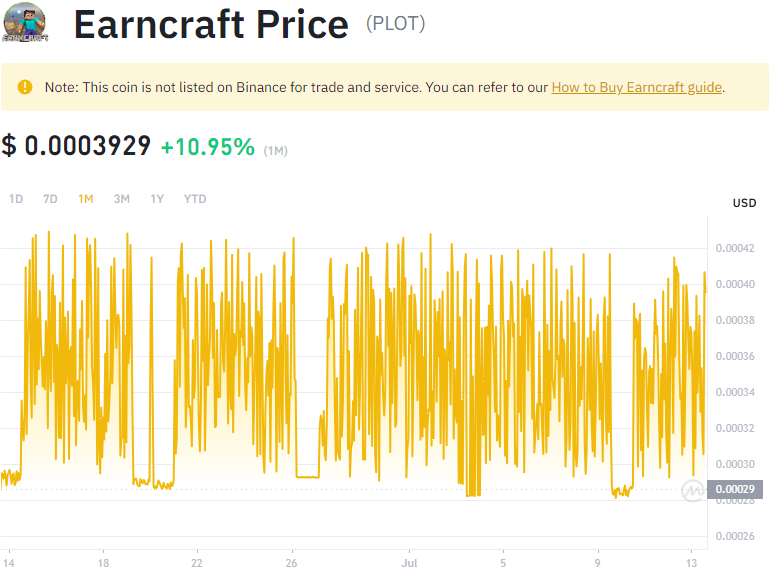 Earncraft Price (PLOT)
Note: This coin is not listed on Binance for trade and service. You can refer to our How to Buy Earncraft guide.
$ 0.0003929 +10.95% (1M)
1D 7D 1M 3M 1Y YTD
USD
0.00042
0.00040
0.00038
0.00036
0.00034
0.00032
0.00030
0.00029
0.00028
0.00026
14 18 22 26 Jul 5 9 13